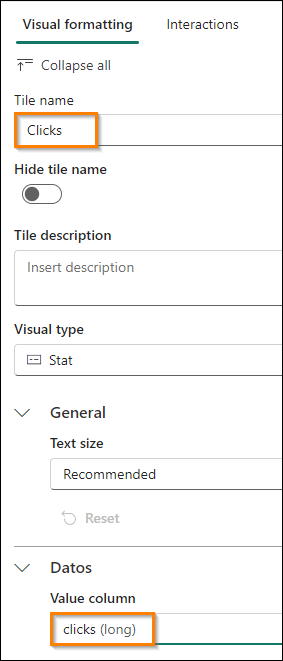 Visual formatting Interactions
Collapse all
Tile name
Clicks
Hide tile name
Tile description
Insert description
Visual type
Stat
General
Text size
Recommended
Reset
Datos
Value column
clicks (long)